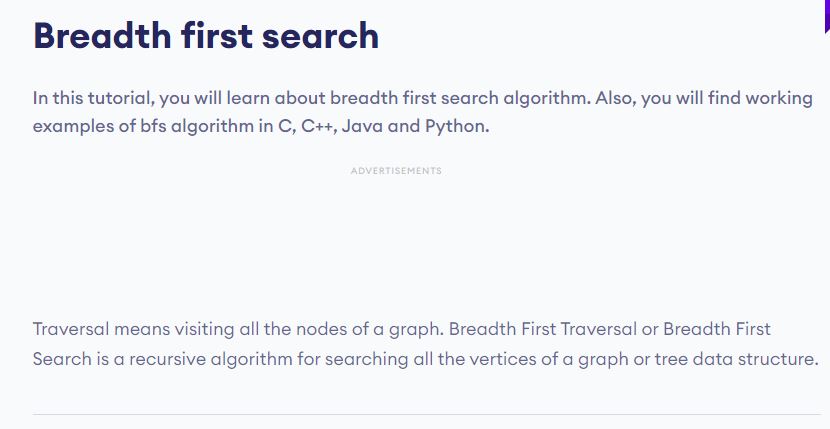 Breadth first search
In this tutorial, you will learn about breadth first search algorithm. Also, you will find working
examples of bfs algorithm in C, C++, Java and Python.
ADVERTISEMENTS
Traversal means visiting all the nodes of a graph. Breadth First Traversal or Breadth First
Search is a recursive algorithm for searching all the vertices of a graph or tree data structure.